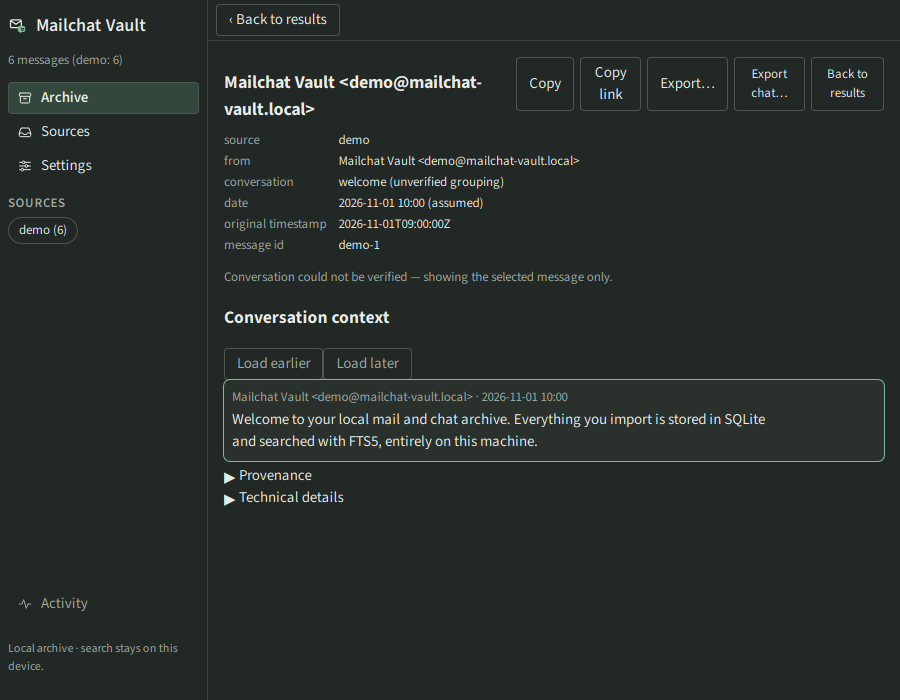 Mailchat Vault
6 messages (demo: 6)
Archive
Sources
Settings
SOURCES
demo (6)
Activity
Local archive · search stays on this
device.
‹ Back to results
Mailchat Vault <demo@mailchat-
vault.local>
Copy
Copy
link
Export…
Export
chat…
Back to
results
source demo
from Mailchat Vault <demo@mailchat-vault.local>
conversation welcome (unverified grouping)
date 2026-11-01 10:00 (assumed)
original timestamp 2026-11-01T09:00:00Z
message id demo-1
Conversation could not be verified — showing the selected message only.
Conversation context
Load earlier Load later
Mailchat Vault <demo@mailchat-vault.local> · 2026-11-01 10:00
Welcome to your local mail and chat archive. Everything you import is stored in SQLite
and searched with FTS5, entirely on this machine.
▶ Provenance
▶ Technical details